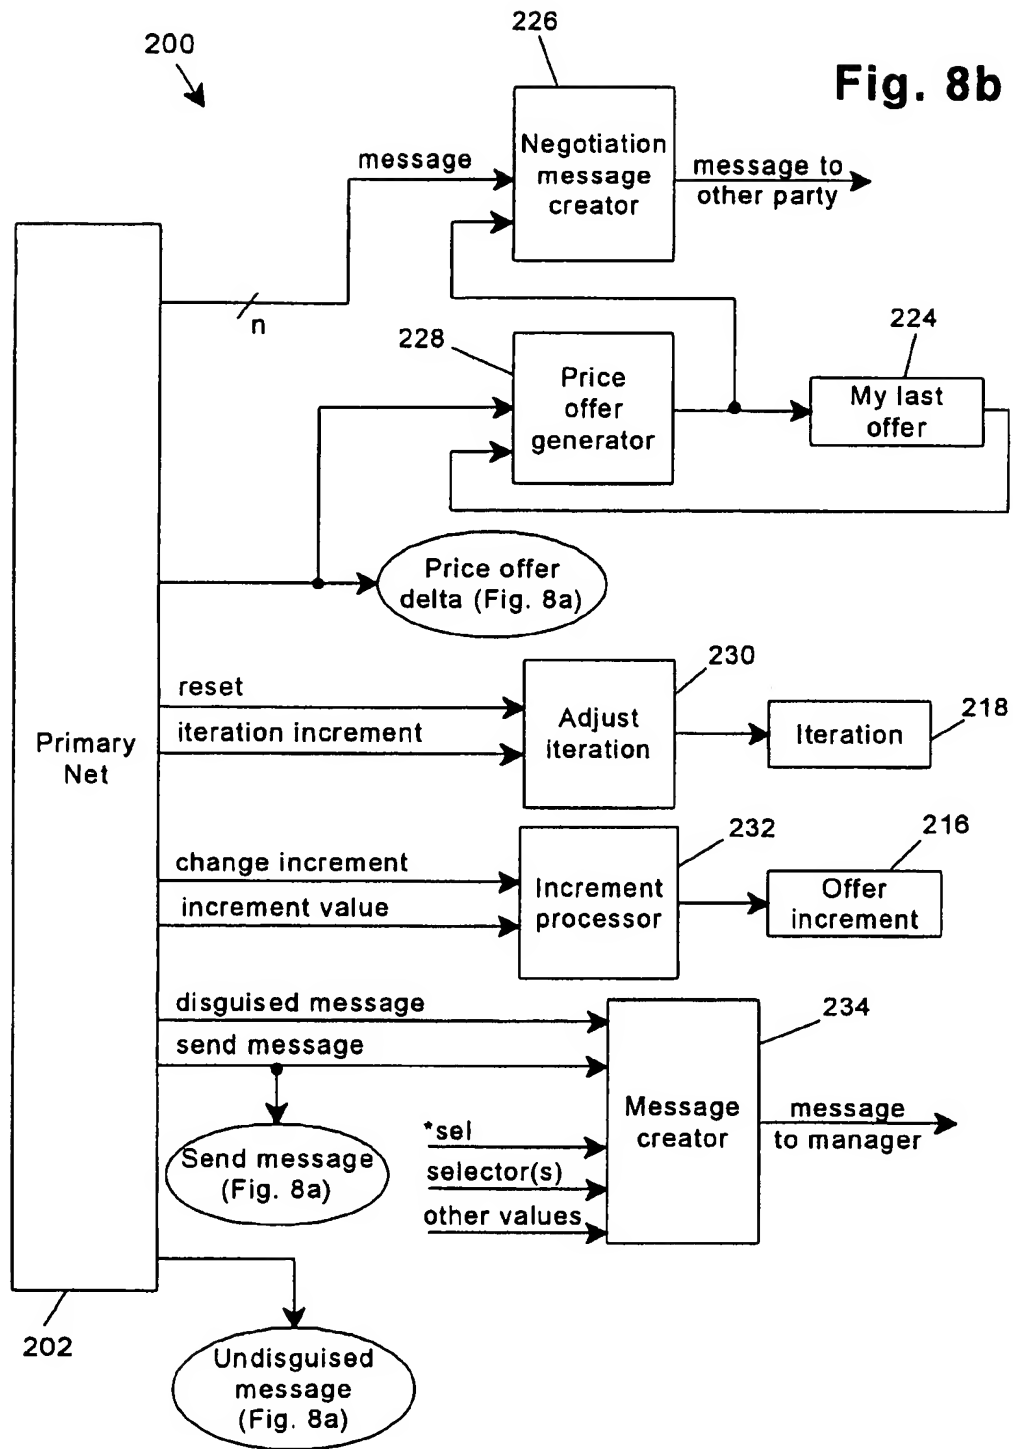 226
200
Fig. 8b
Negotiation
message
creator
message
message to
other party
n
228
224
Price
offer
generator
My last
offer
Price offer
delta (Fig. 8a)
230
reset
iteration increment
Adjust
iteration
218
Iteration
Primary
Net
232
216
change increment
increment value
Increment
processor
Offer
increment
disguised message
234
send message
Message
creator
message
to manager
*sel
Send message
(Fig. 8a)
selector(s)
other values
202
Undisguised
message
(Fig. 8a)